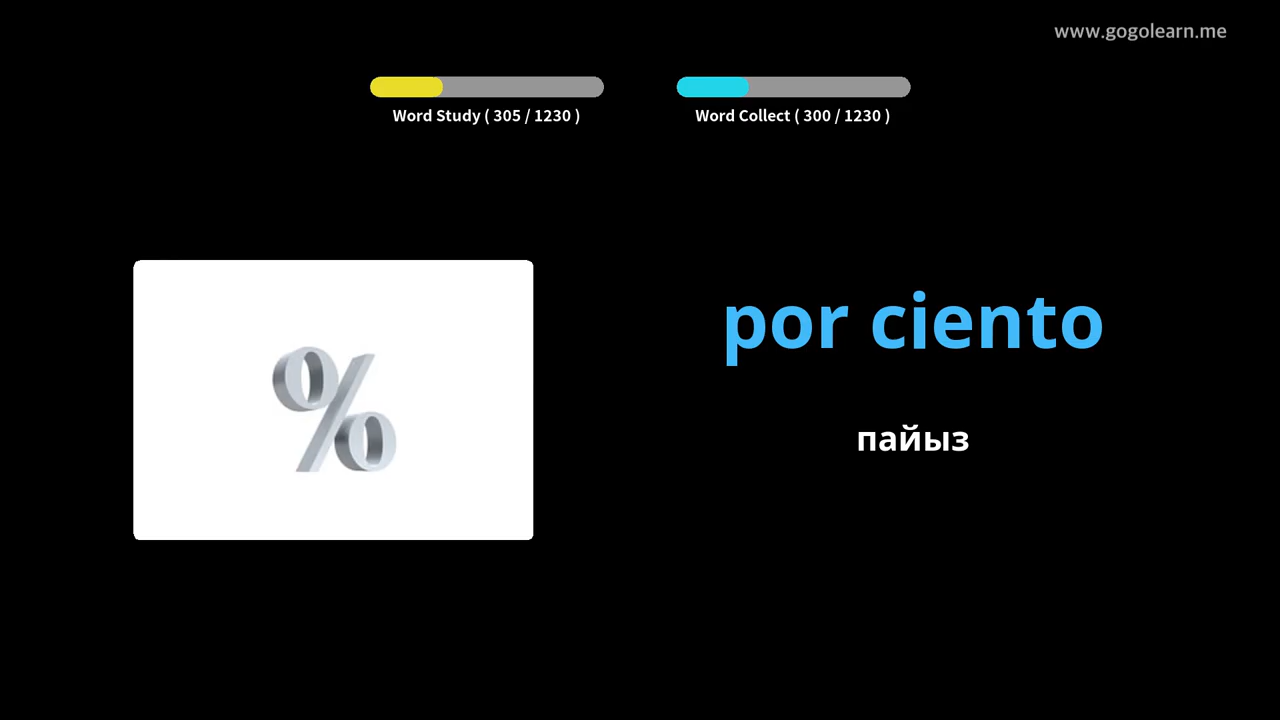 www.gogolearn.me
Word Study ( 305 / 1230 )
Word Collect ( 300 / 1230 )
%
por ciento
пайыз